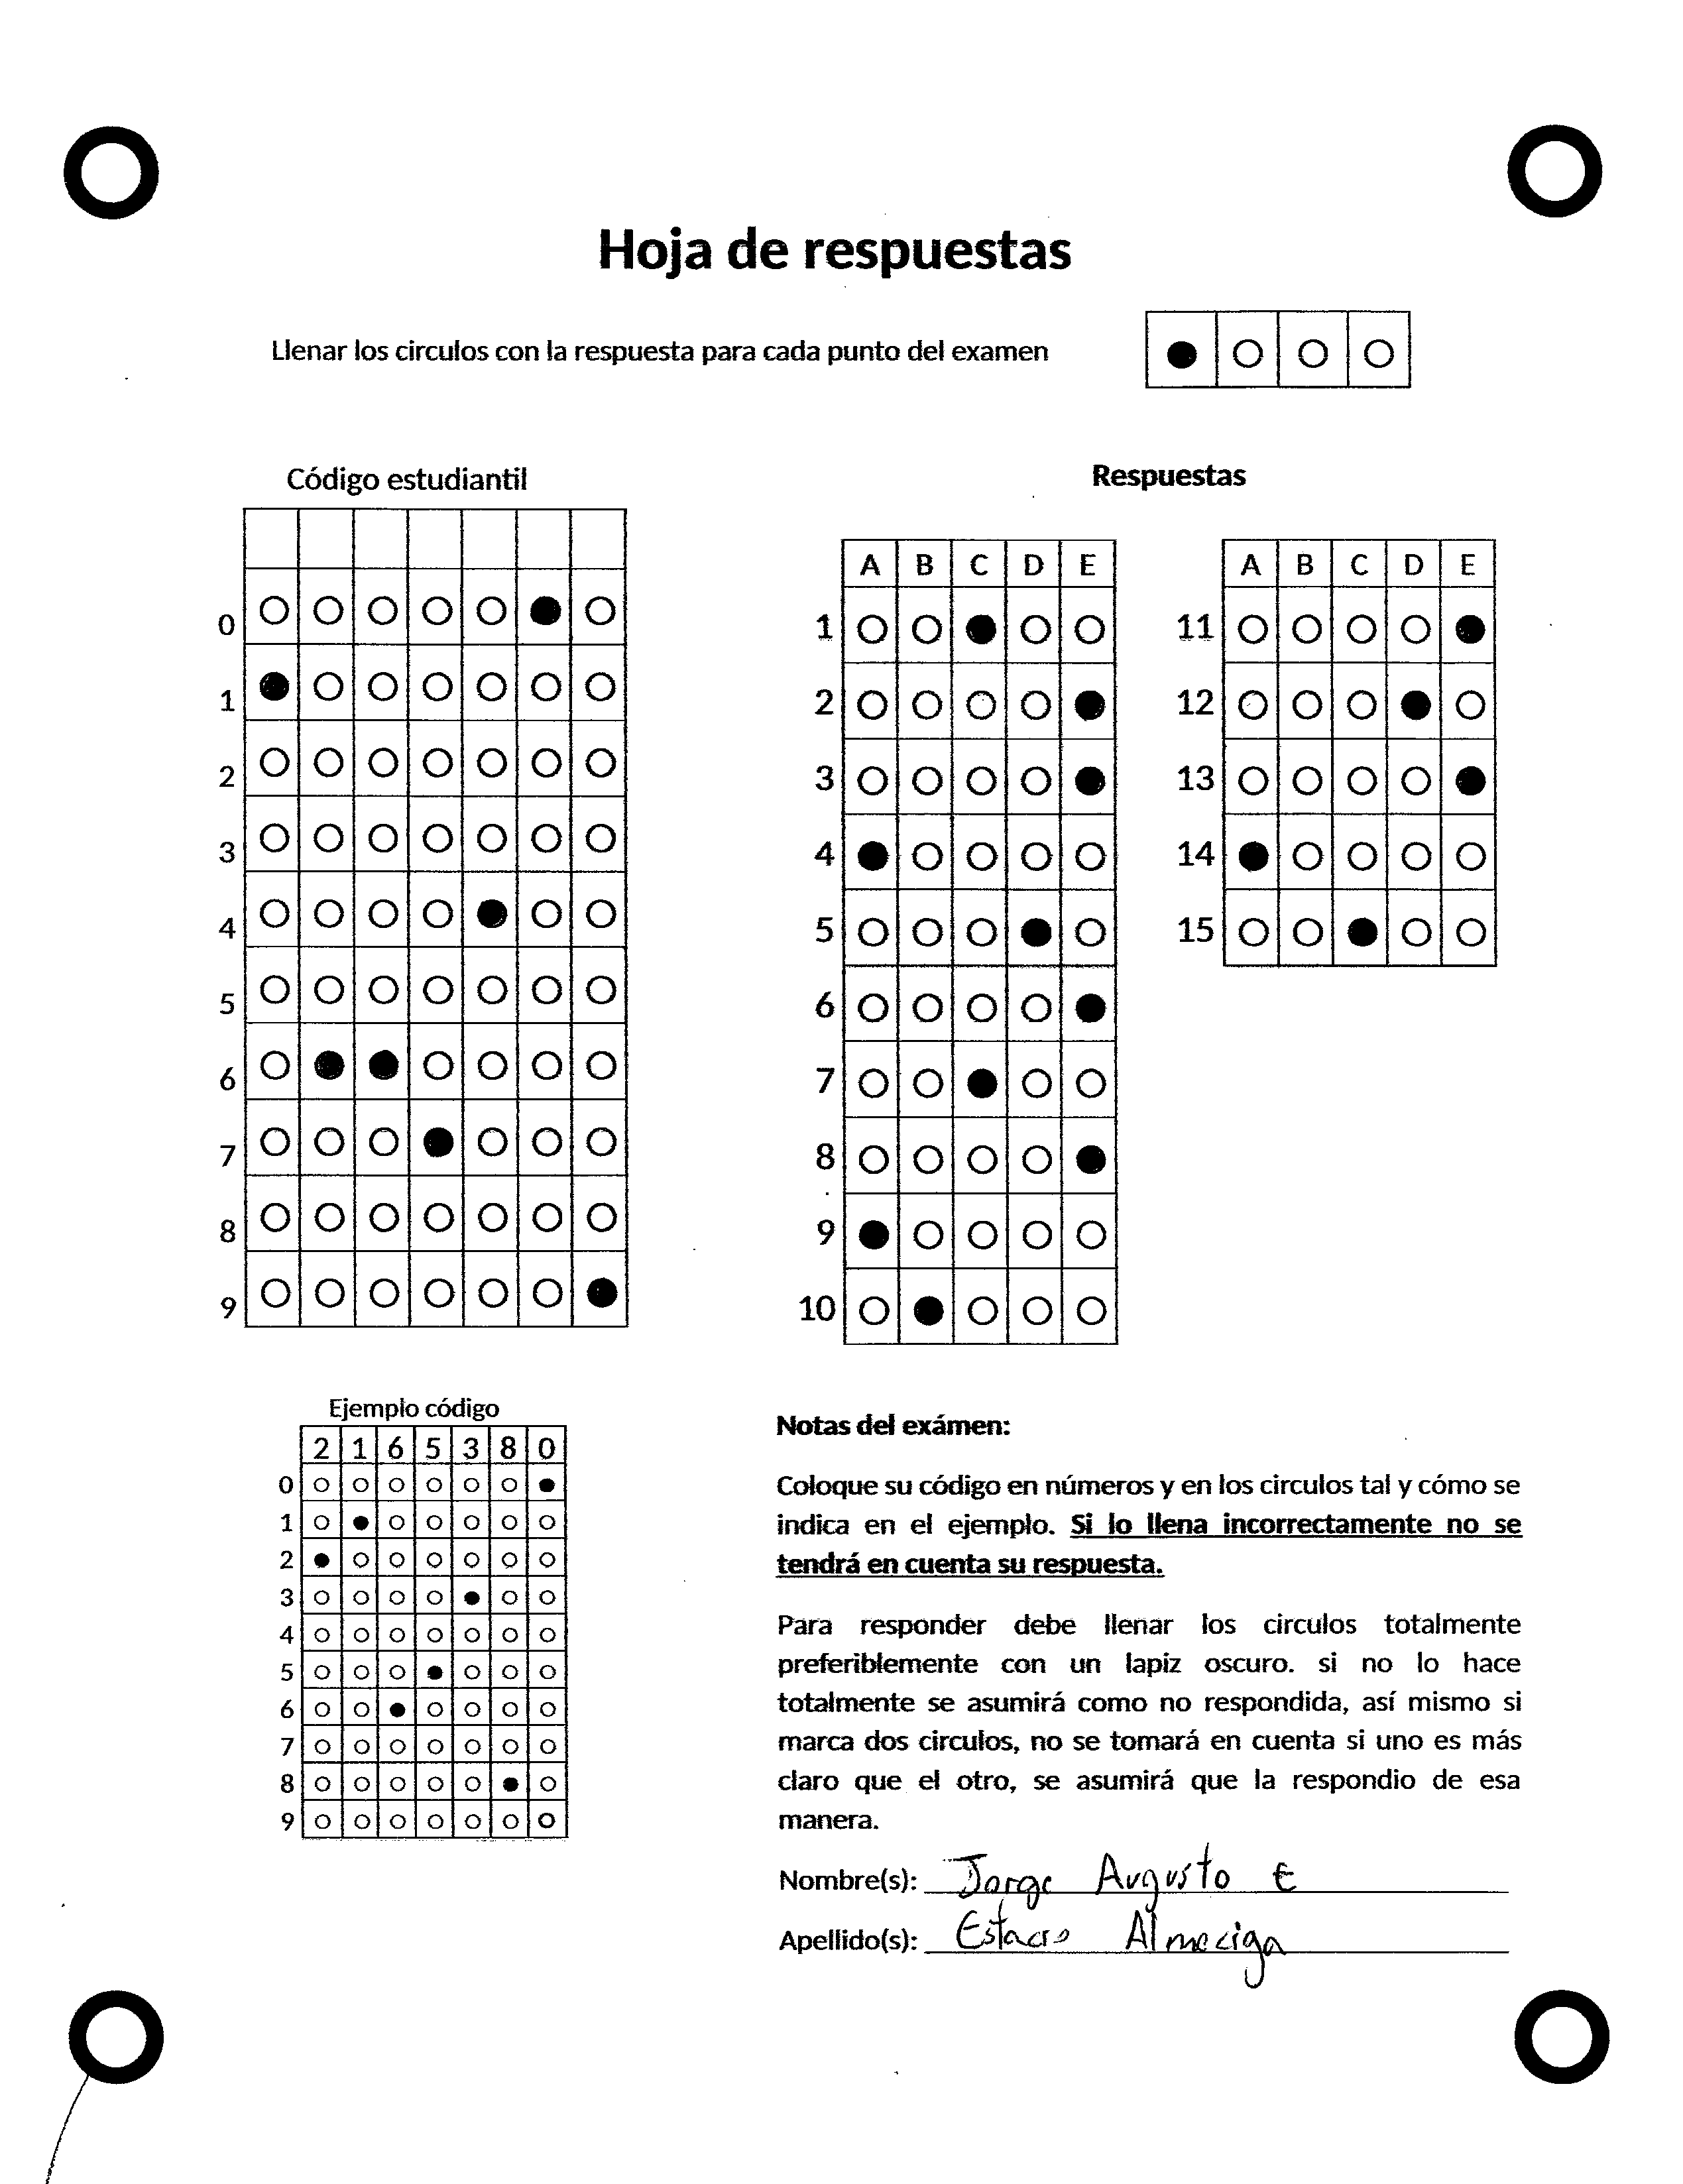 Hoja de respuestas
Llenar los circulos con la respuesta para cada punto del examen
Código estudiantil
0
1
2
3
4
5
6
7
8
9
Respuestas
A B C D E
1
2
3
4
5
6
7
8
9
10
A B C D E
11
12
13
14
15
Ejemplo código
2 1 6 5 3 8 0
0
1
2
3
4
5
6
7
8
9
Notas del exámen:
Coloque su código en números y en los circulos tal y cómo se
indica en el ejemplo. Si lo llena incorrectamente no se
tendrá en cuenta su respuesta.
Para responder debe llenar los circulos totalmente
preferiblemente con un lapiz oscuro. si no lo hace
totalmente se asumirá como no respondida, así mismo si
marca dos circulos, no se tomará en cuenta si uno es más
claro que el otro, se asumirá que la respondio de esa
manera.
Nombre(s): Jorge Augusto E
Apellido(s): Almeciga